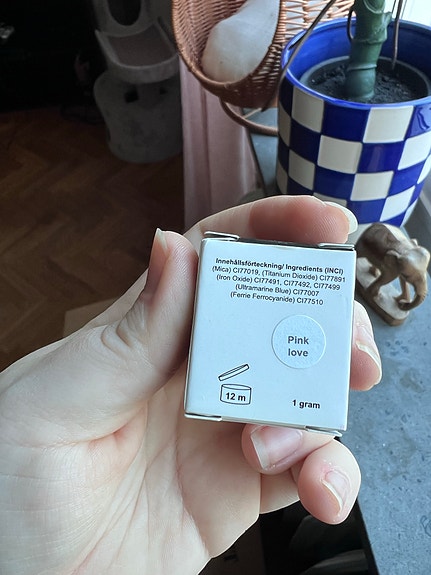 Innehållsförteckning/ Ingredients (INCI)
(Mica) CI77019, (Titanium Dioxide) CI77891
(Iron Oxide) CI77491, CI77492, CI77499
(Ultramarine Blue) CI77007
(Ferrie Ferrocyanide) CI77510
Pink
love
12 m
1 gram